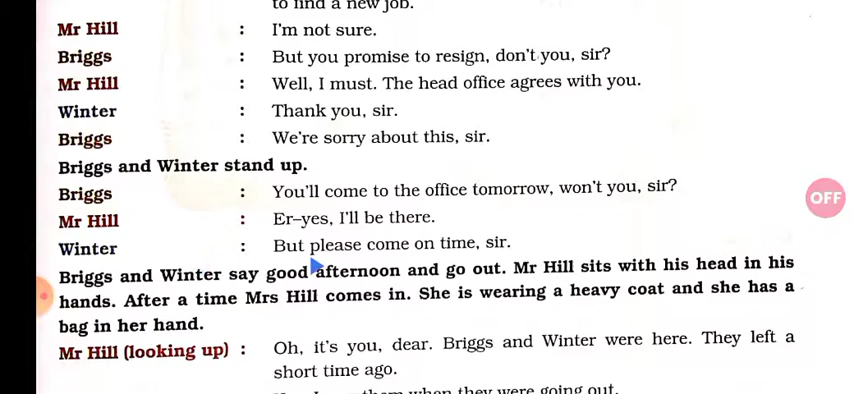 to find a new job.
Mr Hill : I'm not sure.
Briggs : But you promise to resign, don't you, sir?
Mr Hill : Well, I must. The head office agrees with you.
Winter : Thank you, sir.
Briggs : We're sorry about this, sir.
Briggs and Winter stand up.
Briggs : You'll come to the office tomorrow, won't you, sir?
OFF
Mr Hill : Er–yes, I'll be there.
Winter : But please come on time, sir.
Briggs and Winter say good afternoon and go out. Mr Hill sits with his head in his
hands. After a time Mrs Hill comes in. She is wearing a heavy coat and she has a
bag in her hand.
Mr Hill (looking up) : Oh, it's you, dear. Briggs and Winter were here. They left a
short time ago.
them when they were going out.